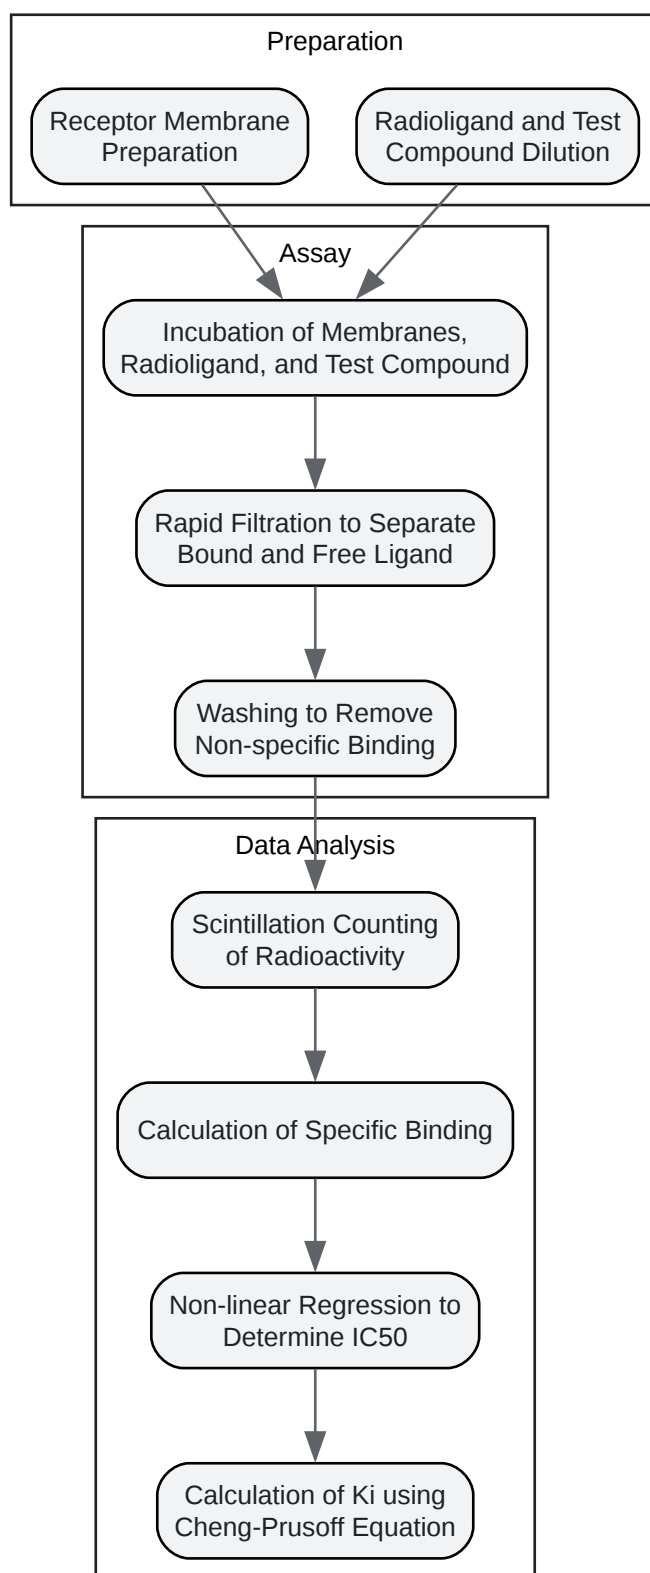 Preparation
Receptor Membrane
Preparation
Radioligand and Test
Compound Dilution
Assay
Incubation of Membranes,
Radioligand, and Test Compound
Rapid Filtration to Separate
Bound and Free Ligand
Washing to Remove
Non-specific Binding
Data Analysis
Scintillation Counting
of Radioactivity
Calculation of Specific Binding
Non-linear Regression to
Determine IC50
Calculation of Ki using
Cheng-Prusoff Equation